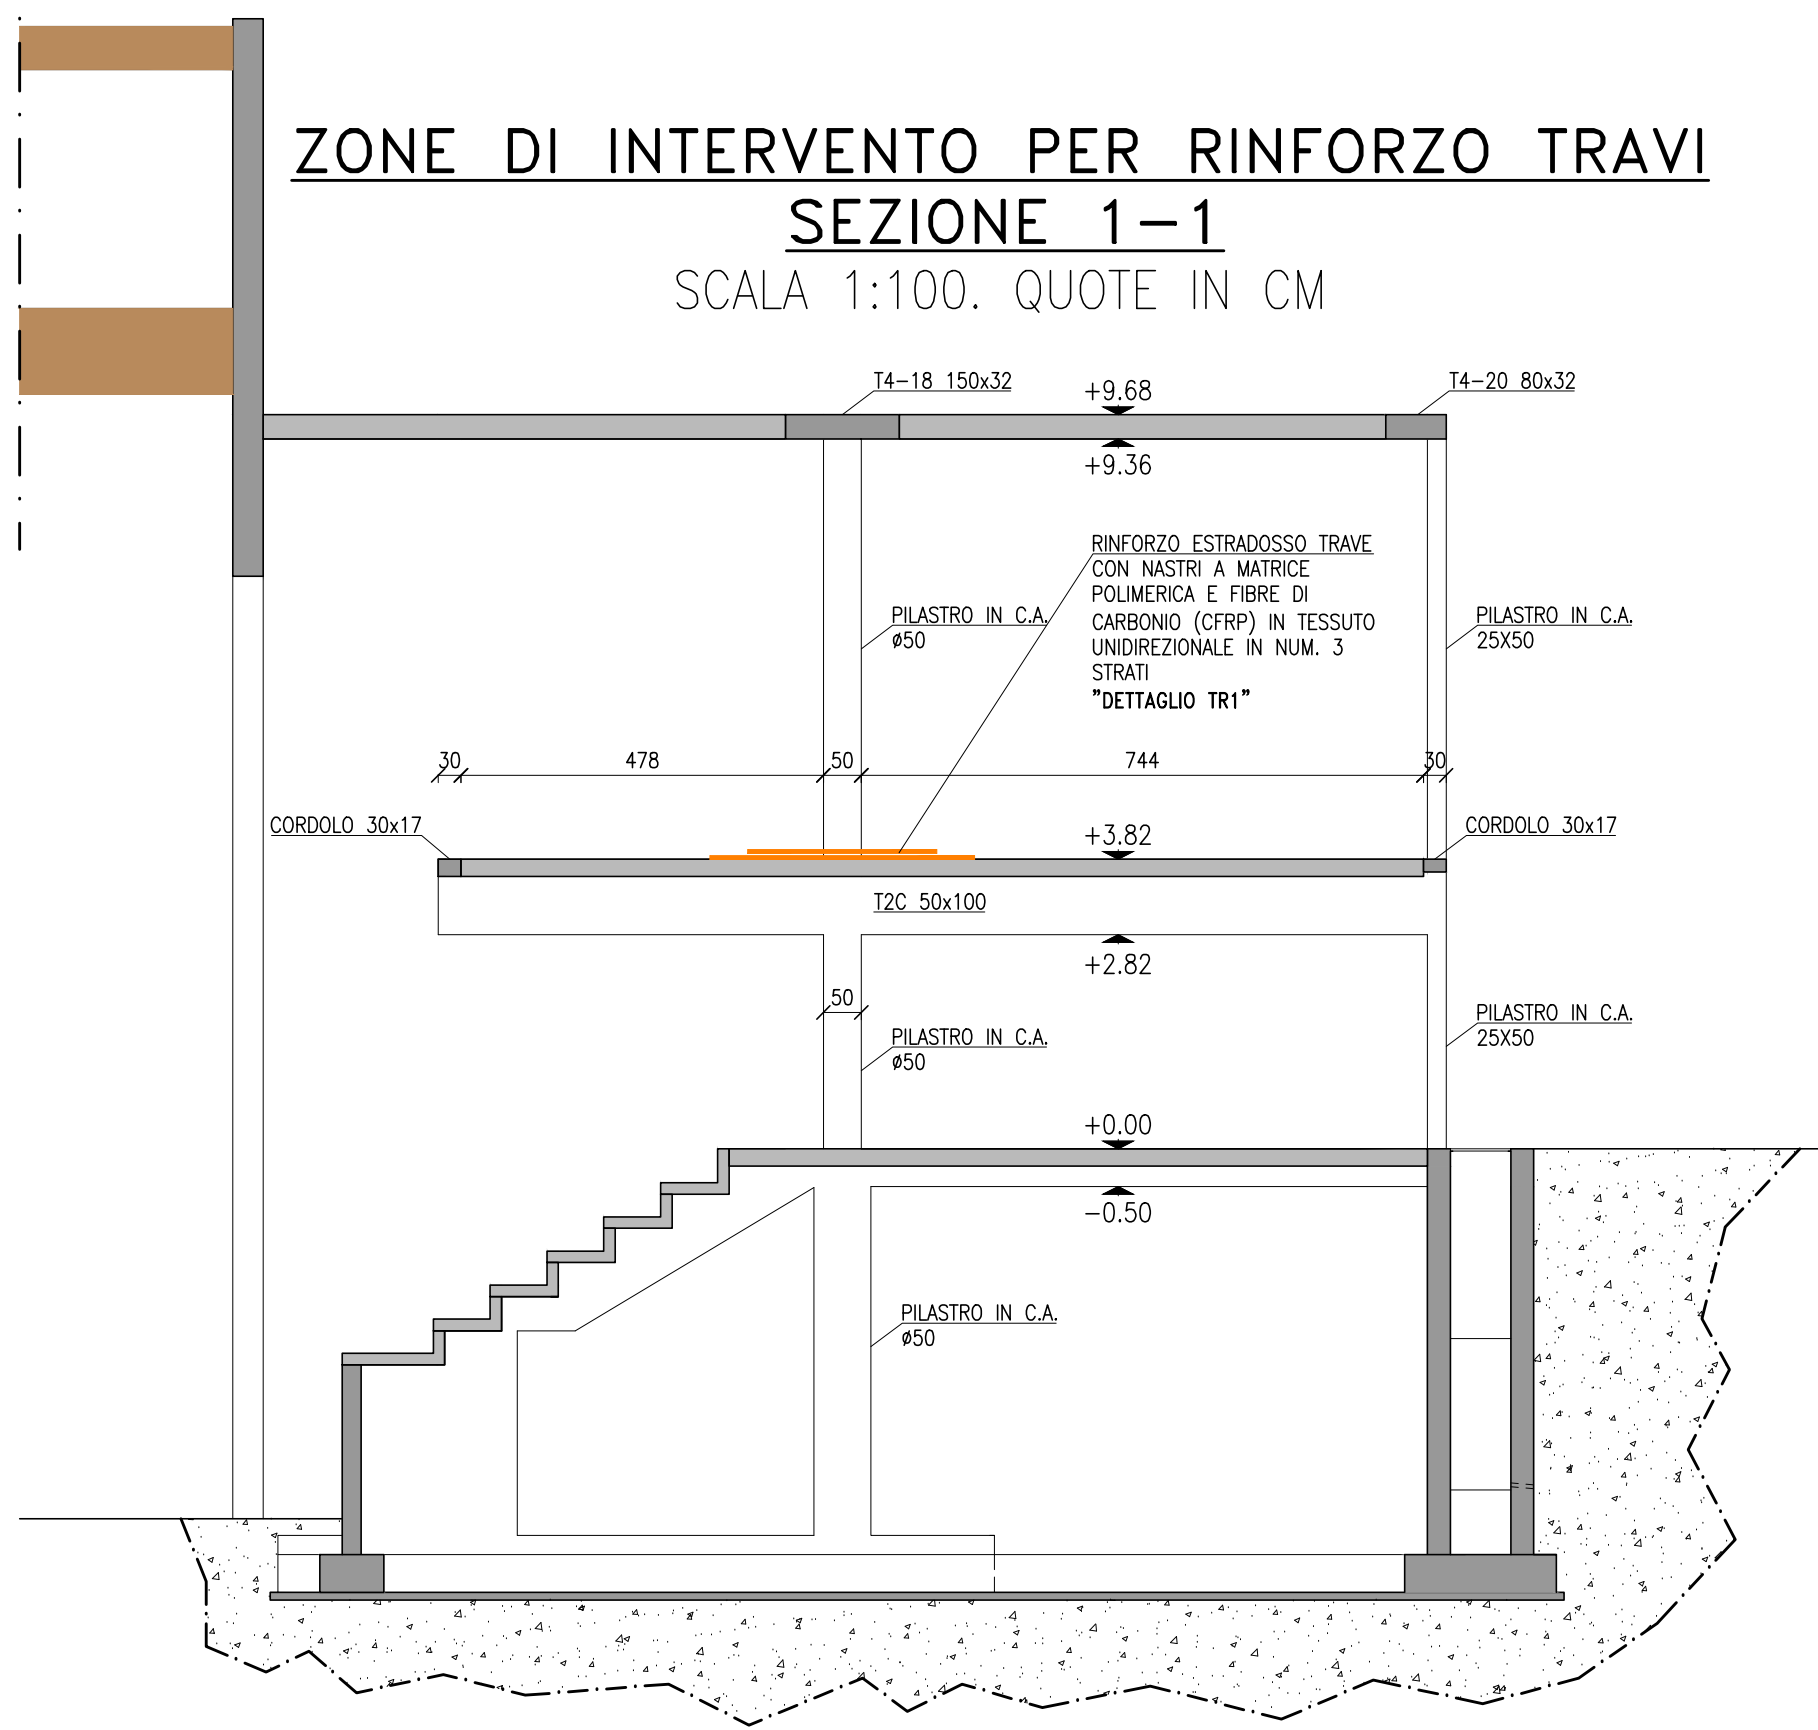 ZONE DI INTERVENTO PER RINFORZO TRAVI
SEZIONE 1-1
SCALA 1:100. QUOTE IN CM
T4-18 150x32
+9.68
T4-20 80x32
+9.36
RINFORZO ESTRADOSSO TRAVE
CON NASTRI A MATRICE
POLIMERICA E FIBRE DI
CARBONIO (CFRP) IN TESSUTO
UNIDIREZIONALE IN NUM. 3
STRATI
"DETTAGLIO TR1"
PILASTRO IN C.A.
ø50
PILASTRO IN C.A.
25X50
30
478
50
744
30
CORDOLO 30x17
+3.82
CORDOLO 30x17
T2C 50x100
+2.82
50
PILASTRO IN C.A.
ø50
PILASTRO IN C.A.
25X50
+0.00
-0.50
PILASTRO IN C.A.
ø50